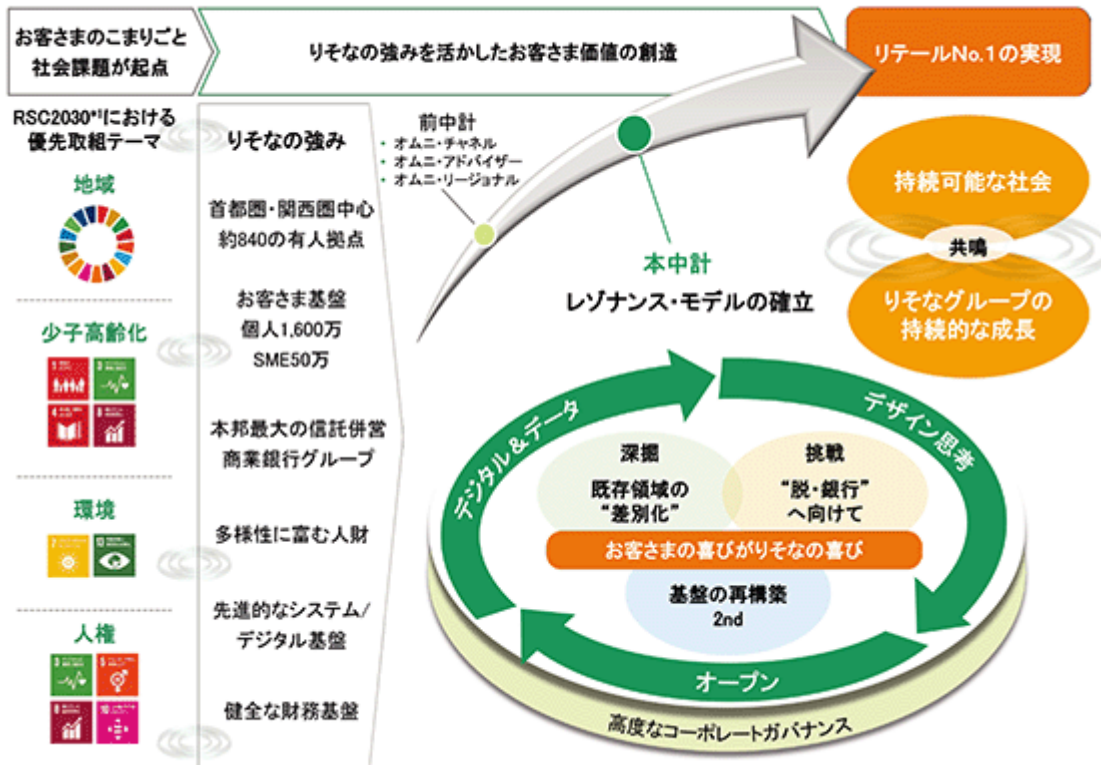 お客さまのこまりごと
社会課題が起点
りそなの強みを活かしたお客さま価値の創造
リテールNo.1の実現
RSC2030*1における
優先取組テーマ
地域
少子高齢化
環境
人権
りそなの強み
首都圏・関西圏中心
約840の有人拠点
お客さま基盤
個人1,600万
SME50万
本邦最大の信託併営
商業銀行グループ
多様性に富む人財
先進的なシステム/
デジタル基盤
健全な財務基盤
前中計
・オムニ・チャネル
・オムニ・アドバイザー
・オムニ・リージョナル
本中計
レゾナンス・モデルの確立
持続可能な社会
共鳴
りそなグループの
持続的な成長
デジタル&データ
デザイン思考
オープン
深掘
既存領域の
“差別化”
挑戦
“脱・銀行”
へ向けて
お客さまの喜びがりそなの喜び
基盤の再構築
2nd
高度なコーポレートガバナンス